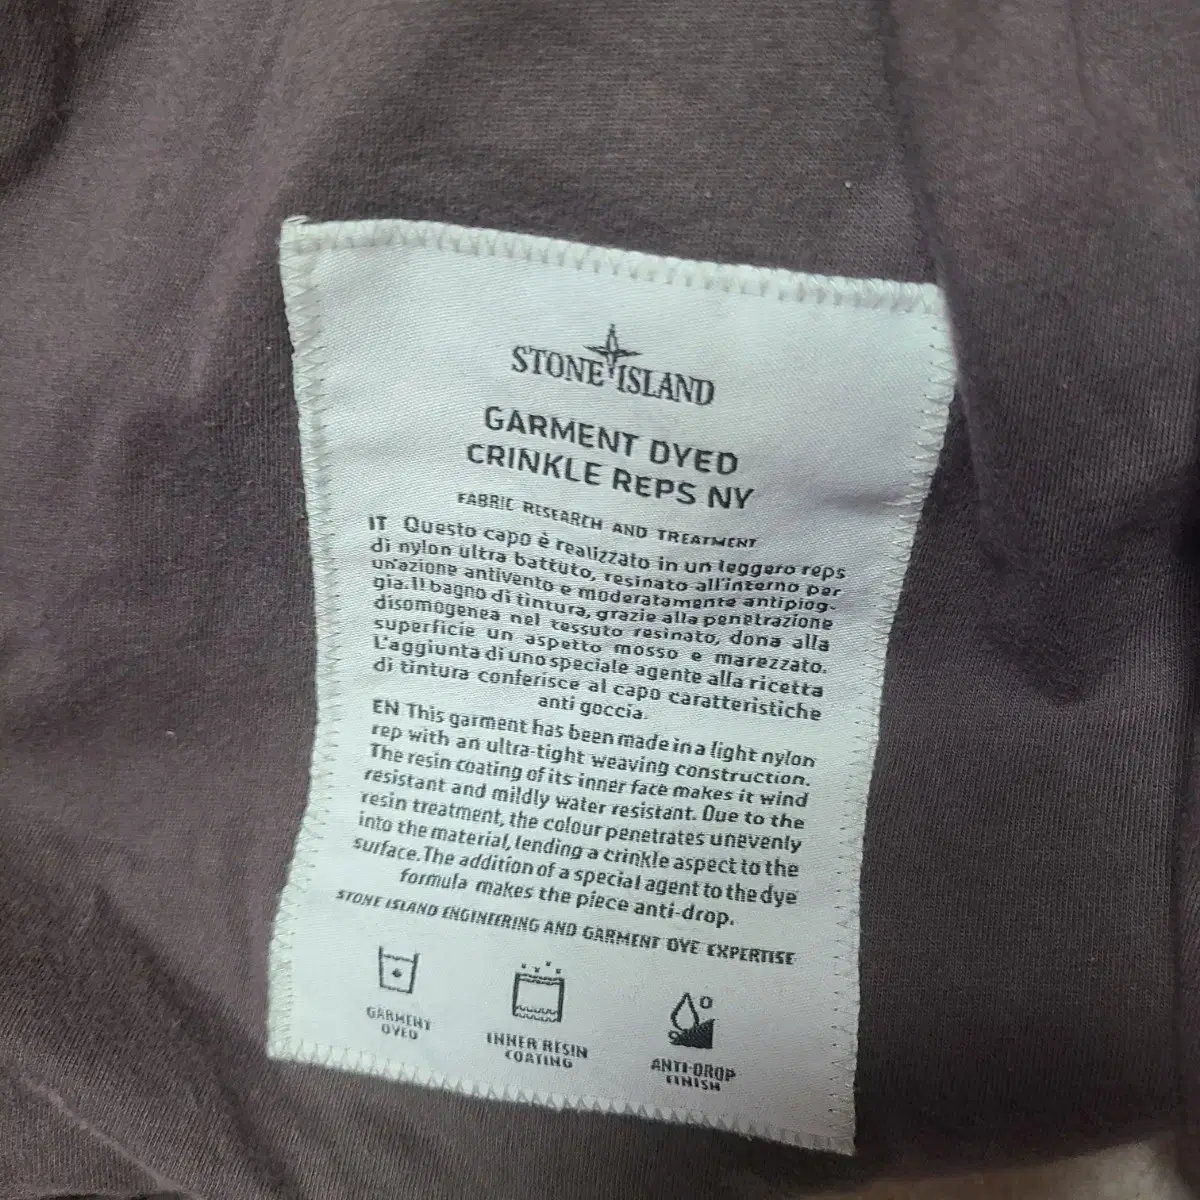 STONE ISLAND
GARMENT DYED
CRINKLE REPS NY
FABRIC RESEARCH AND TREATMENT
IT Questo capo è realizzato in un leggero reps
di nylon ultra battuto, resinato all'interno per
un'azione antivento e moderatamente antipiog-
gia. Il bagno di tintura, grazie alla penetrazione
disomogenea nel tessuto resinato, dona alla
superficie un aspetto mosso e marezzato.
L'aggiunta di uno speciale agente alla ricetta
di tintura conferisce al capo caratteristiche
anti goccia.
EN This garment has been made in a light nylon
rep with an ultra-tight weaving construction.
The resin coating of its inner face makes it wind
resistant and mildly water resistant. Due to the
resin treatment, the colour penetrates unevenly
into the material, lending a crinkle aspect to the
surface. The addition of a special agent to the dye
formula makes the piece anti-drop.
STONE ISLAND ENGINEERING AND GARMENT DYE EXPERTISE
GARMENT
DYED
INNER RESIN
COATING
ANTI-DROP
FINISH